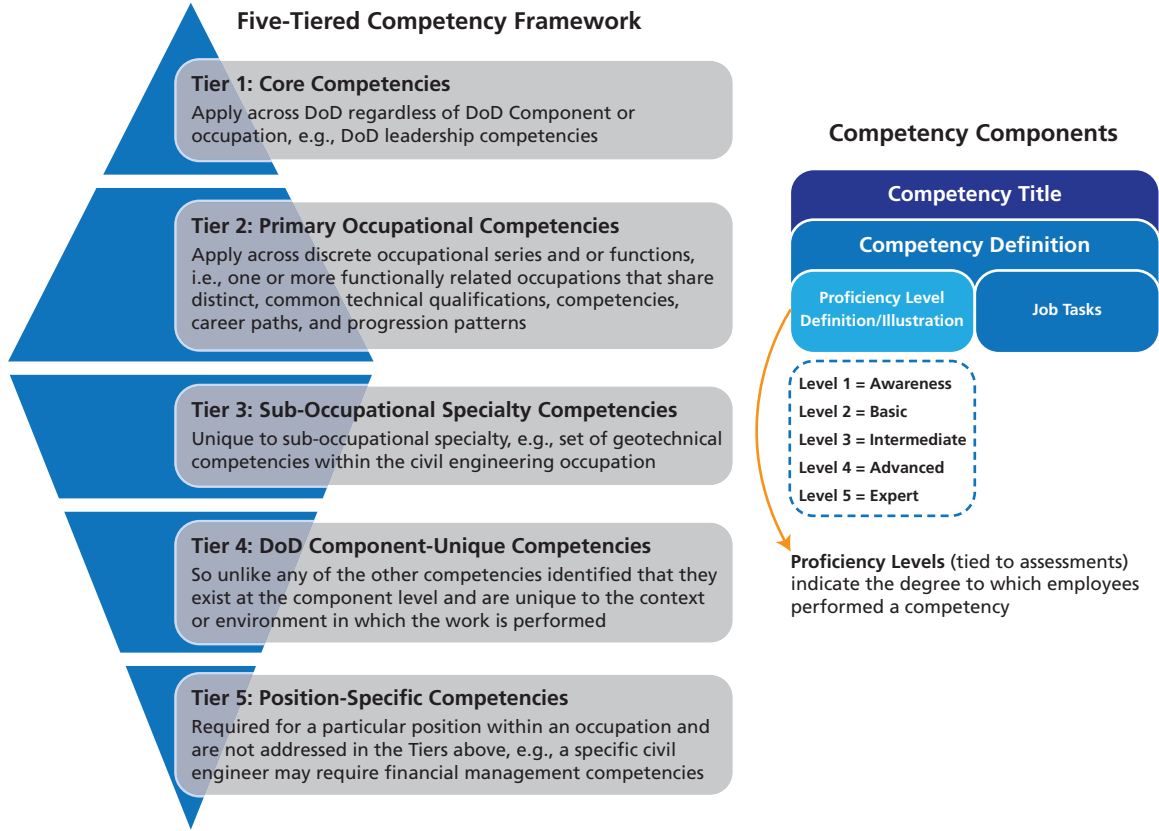 Five-Tiered Competency Framework
Tier 1: Core Competencies
Apply across DoD regardless of DoD Component or
occupation, e.g., DoD leadership competencies
Tier 2: Primary Occupational Competencies
Apply across discrete occupational series and or functions,
i.e., one or more functionally related occupations that share
distinct, common technical qualifications, competencies,
career paths, and progression patterns
Tier 3: Sub-Occupational Specialty Competencies
Unique to sub-occupational specialty, e.g., set of geotechnical
competencies within the civil engineering occupation
Tier 4: DoD Component-Unique Competencies
So unlike any of the other competencies identified that they
exist at the component level and are unique to the context
or environment in which the work is performed
Tier 5: Position-Specific Competencies
Required for a particular position within an occupation and
are not addressed in the Tiers above, e.g., a specific civil
engineer may require financial management competencies
Competency Components
Competency Title
Competency Definition
Proficiency Level
Definition/Illustration
Job Tasks
Level 1 = Awareness
Level 2 = Basic
Level 3 = Intermediate
Level 4 = Advanced
Level 5 = Expert
Proficiency Levels (tied to assessments)
indicate the degree to which employees
performed a competency